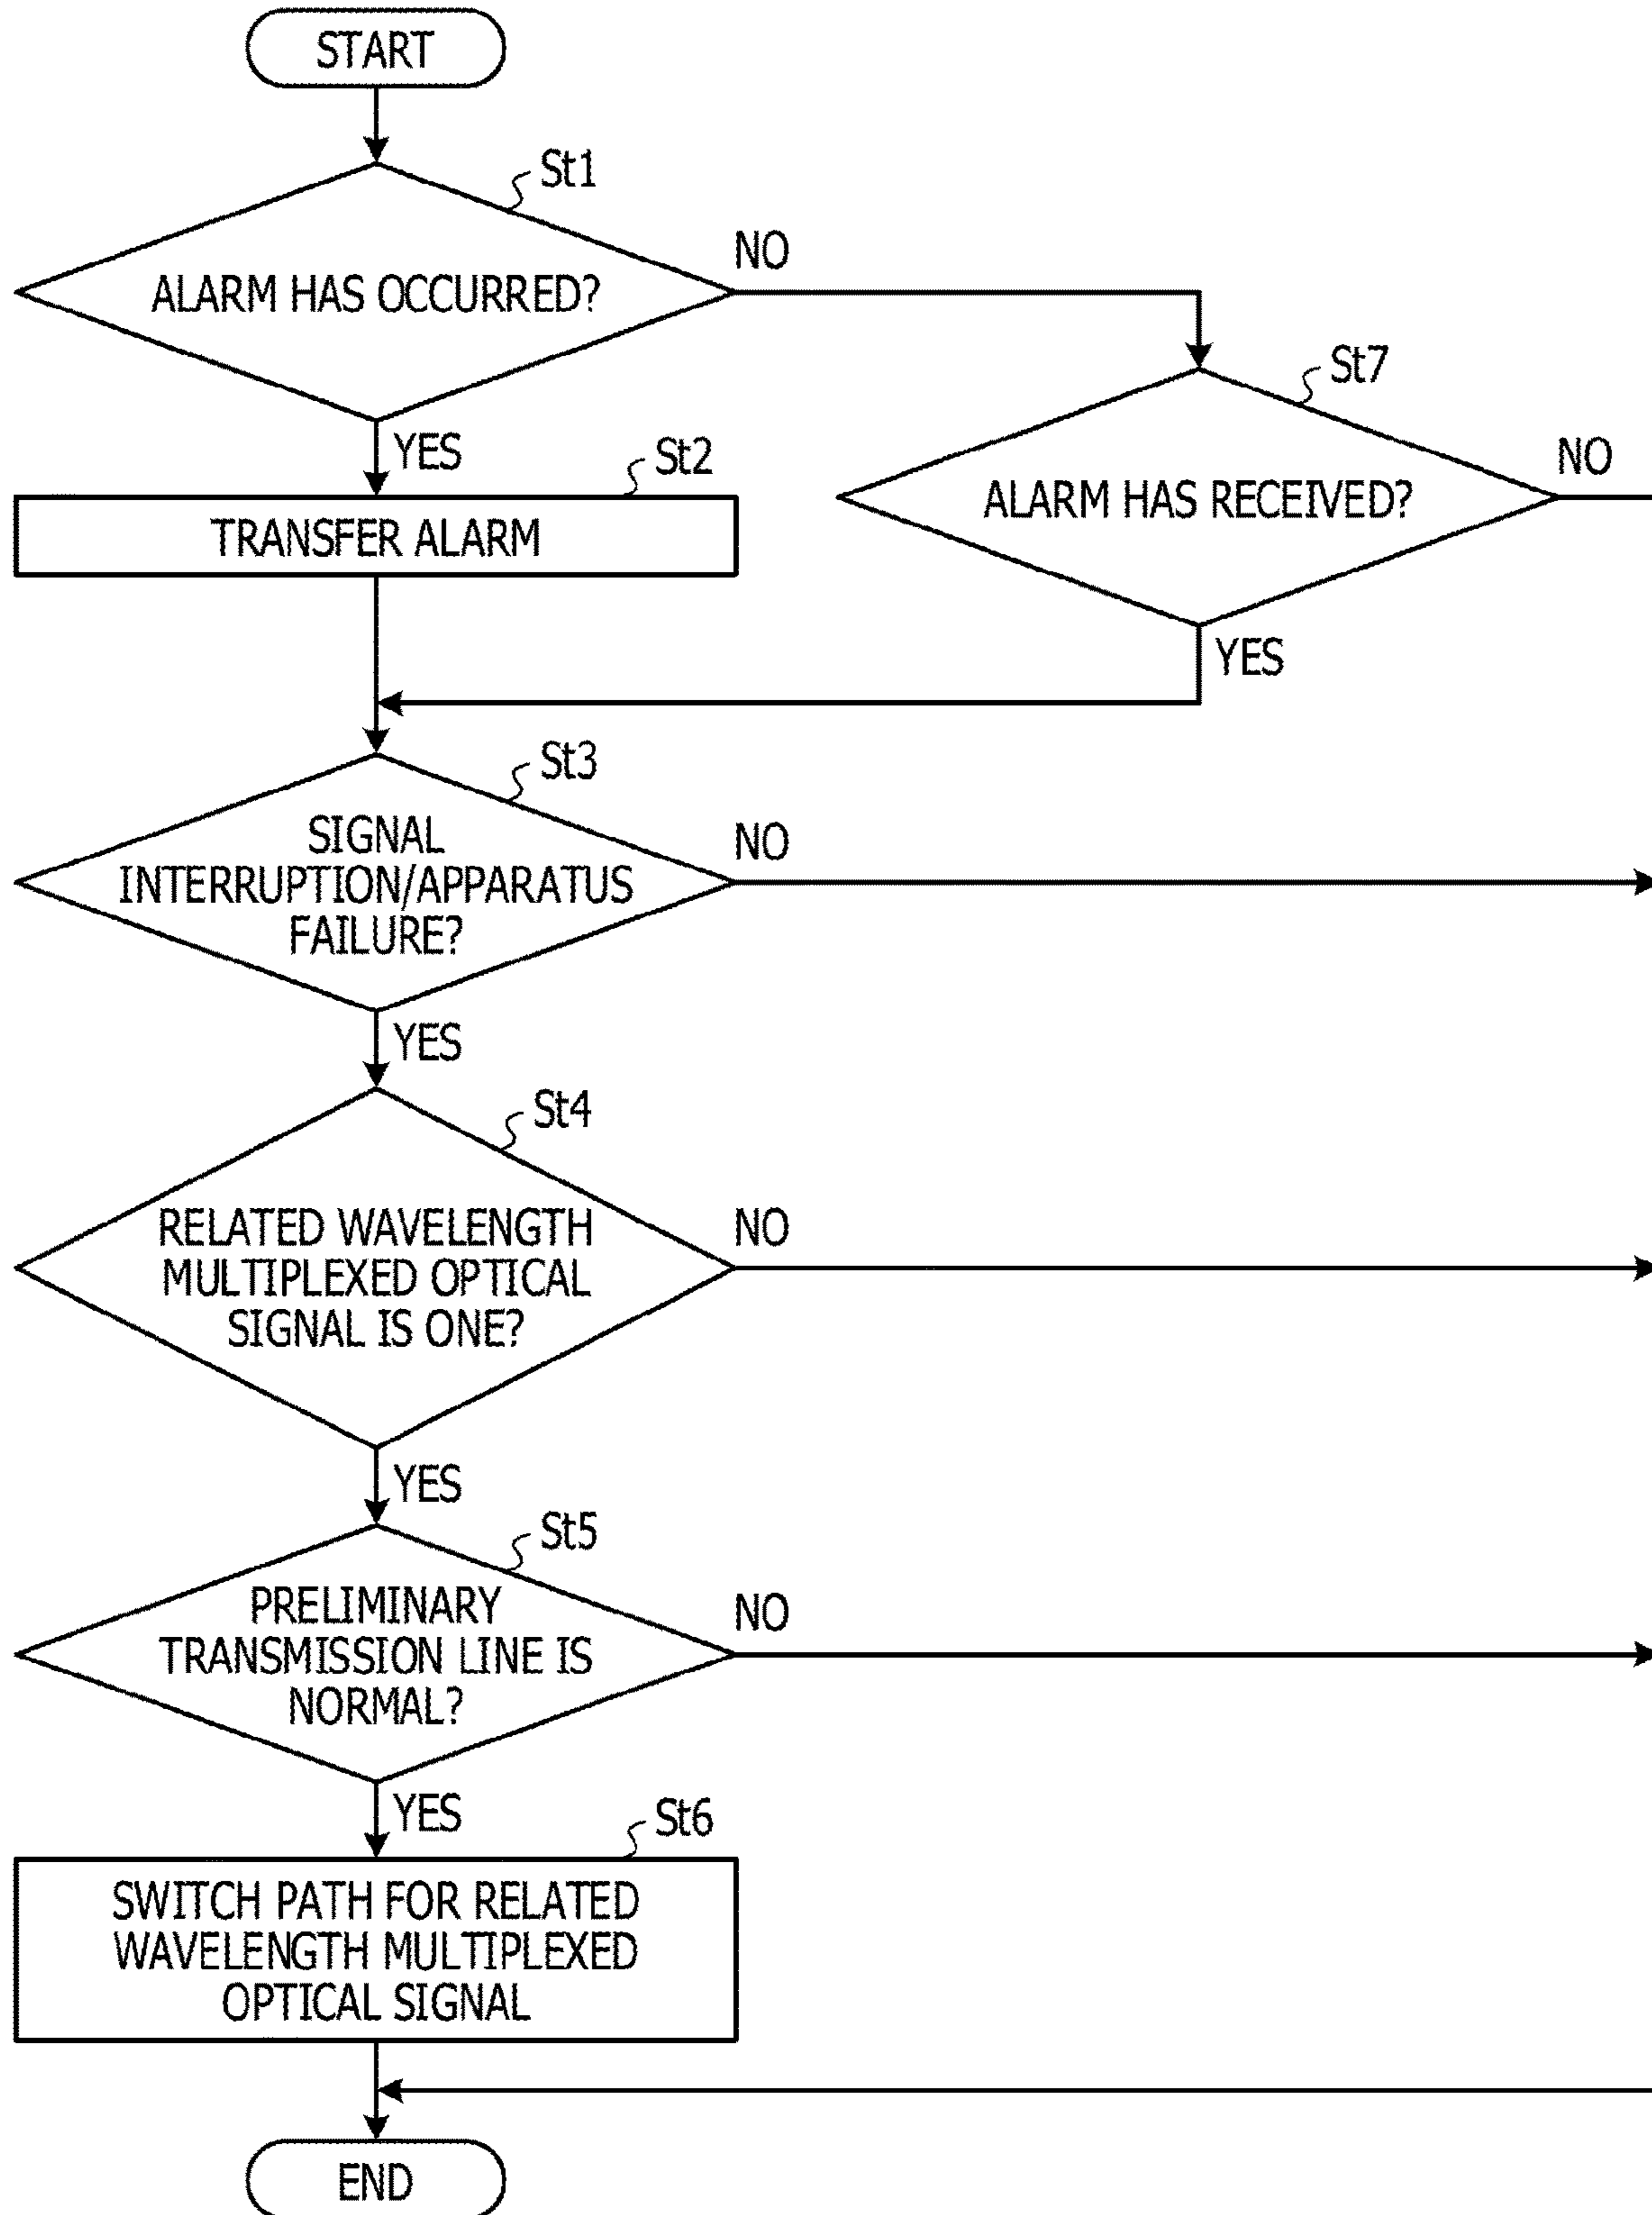 START
St1
ALARM HAS OCCURRED?
NO
YES
St7
ALARM HAS RECEIVED?
NO
YES
St2
TRANSFER ALARM
St3
SIGNAL
INTERRUPTION/APPARATUS
FAILURE?
NO
YES
St4
RELATED WAVELENGTH
MULTIPLEXED OPTICAL
SIGNAL IS ONE?
NO
YES
St5
PRELIMINARY
TRANSMISSION LINE IS
NORMAL?
NO
YES
St6
SWITCH PATH FOR RELATED
WAVELENGTH MULTIPLEXED
OPTICAL SIGNAL
END